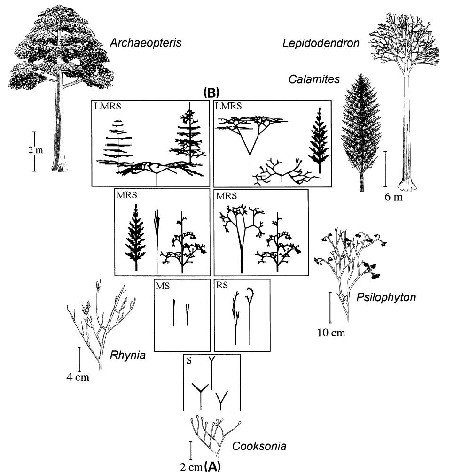 Archaeopteris
Lepidodendron
Calamites
(B)
LMRS
LMRS
2 m
6 m
MRS
MRS
MS
RS
Psilophyton
10 cm
Rhynia
4 cm
S
Cooksonia
2 cm (A)